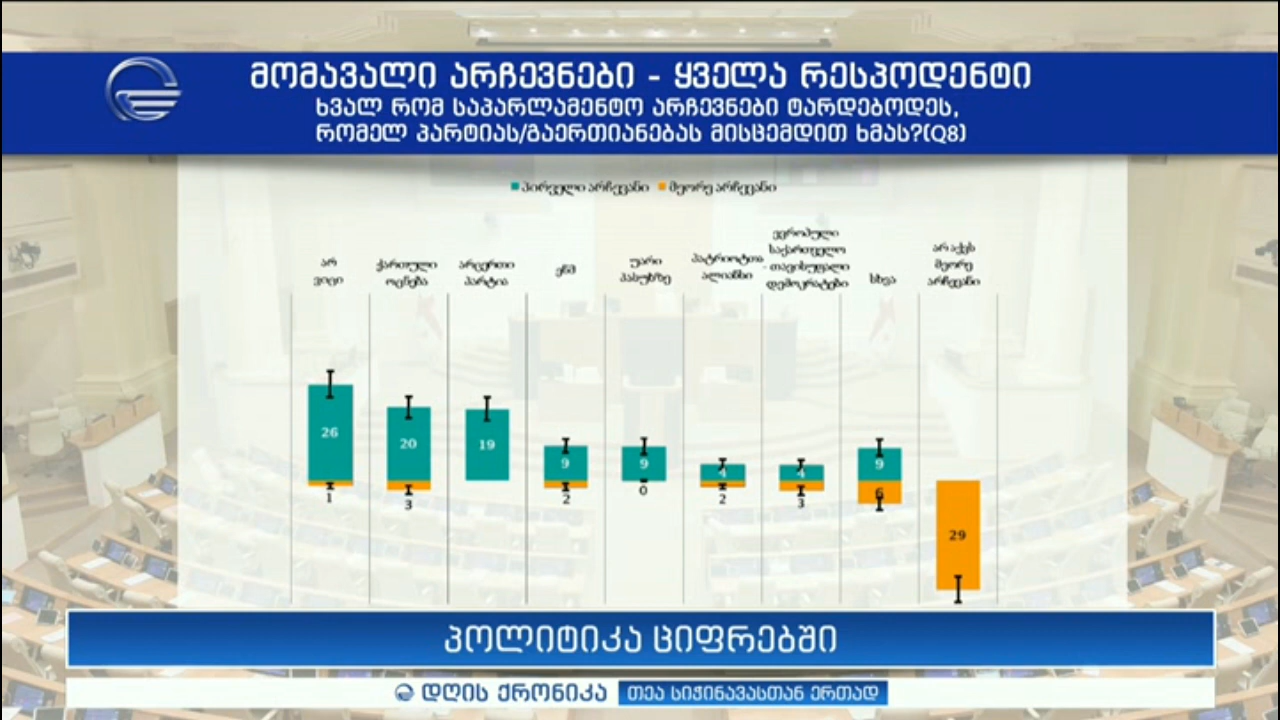 მომავალი არჩევნები - ყველა რესპოდენტი
ხვალ რომ საპარლამენტო არჩევნები ტარდებოდეს,
რომელ პარტიას/გაერთიანებას მისცემდით ხმას?(Q8)
პირველი არჩევანი მეორე არჩევანი
არ
ვიცი
ქართული
ოცნება
არცერთი
პარტია
ენმ
უარი
პასუხზე
პატრიოტთა
ალიანსი
ევროპული
საქართველო
- თავისუფალი
დემოკრატები
სხვა
არ აქვს
მეორე
არჩევანი
26 20 19 9 9 4 4 9
1 3 2 0 2 3 6 29
პოლიტიკა ციფრებში
დღის ქრონიკა თეა სიჭინავასთან ერთად